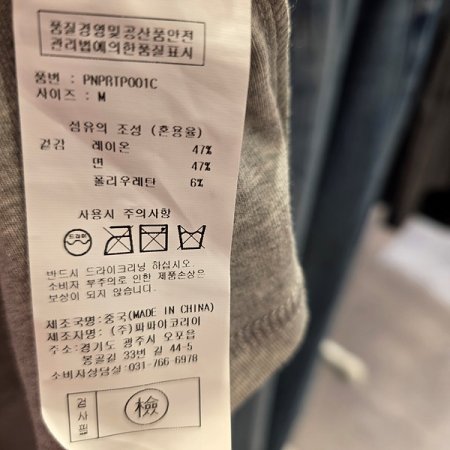 품질경영및공산품안전
관리법에의한품질표시
품번 : PNPRTP001C
사이즈 : M
섬유의 조성 (혼용율)
겉감 레이온 47%
면 47%
폴리우레탄 6%
사용시 주의사항
드라이
반드시 드라이크리닝 하십시오.
소비자 부주의로 인한 제품손상은
보상이 되지 않습니다.
제조국명:중국(MADE IN CHINA)
제조자명: (주)파파이코리아
주소:경기도 광주시 오포읍
봉골길 33번 길 44-5
소비자상담실:031-766-6978
검사필 檢